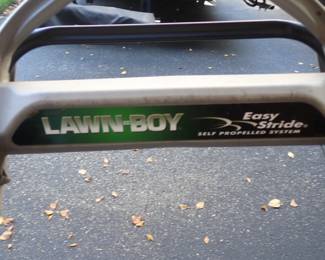 LAWN-BOY
Easy
Stride®
SELF PROPELLED SYSTEM